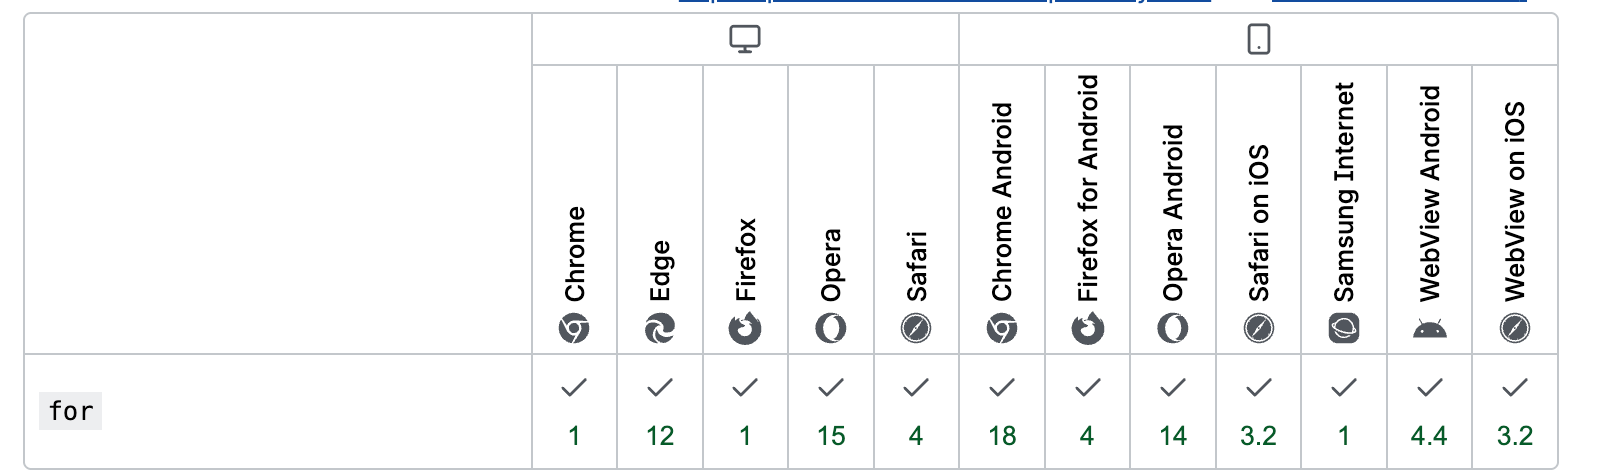 Chrome
Edge
Firefox
Opera
Safari
Chrome Android
Firefox for Android
Opera Android
Safari on iOS
Samsung Internet
WebView Android
WebView on iOS
for
1
12
1
15
4
18
4
14
3.2
1
4.4
3.2